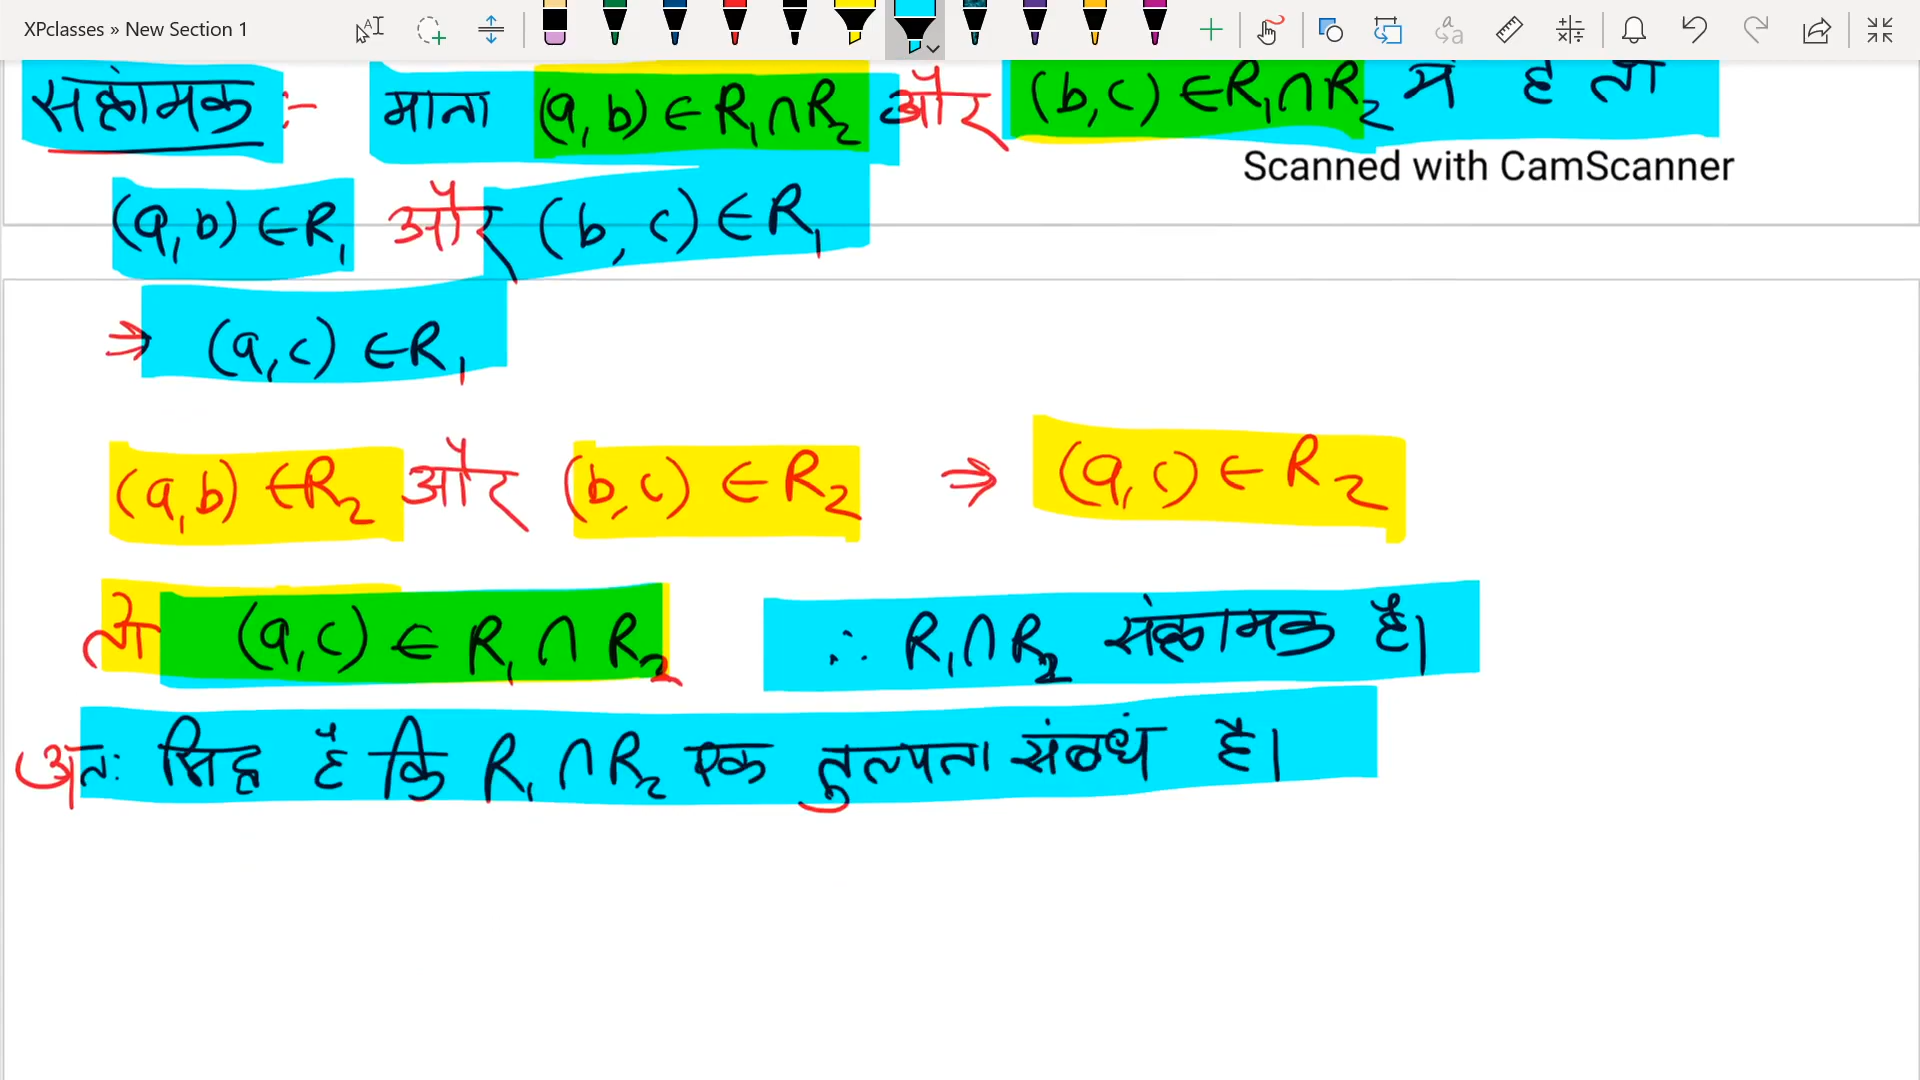 XPclasses » New Section 1
संक्रामक :- माना (a, b) ∈ R₁∩R₂ और (b, c) ∈ R₁∩R₂ में है तो
Scanned with CamScanner
(a, b) ∈ R₁ और (b, c) ∈ R₁
⇒ (a, c) ∈ R₁
(a, b) ∈ R₂ और (b, c) ∈ R₂ ⇒ (a, c) ∈ R₂
तो (a, c) ∈ R₁ ∩ R₂ ∴ R₁∩R₂ संक्रामक है।
अतः सिद्ध है कि R₁ ∩ R₂ एक तुल्यता संबंध है।